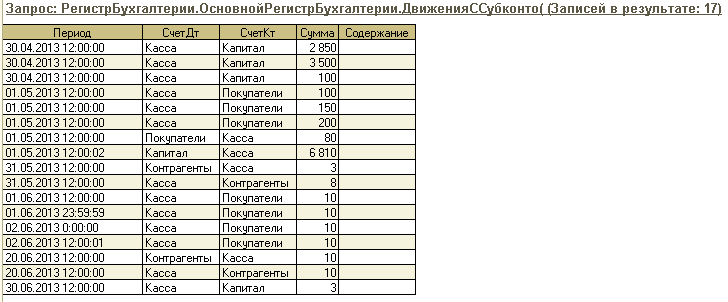 Запрос: РегистрБухгалтерии.ОсновнойРегистрБухгалтерии.ДвиженияССубконто( (Записей в результате: 17)
Период СчетДт СчетКт Сумма Содержание
30.04.2013 12:00:00 Касса Капитал 2 850
30.04.2013 12:00:00 Касса Капитал 3 500
30.04.2013 12:00:00 Касса Капитал 100
01.05.2013 12:00:00 Касса Покупатели 100
01.05.2013 12:00:00 Касса Покупатели 150
01.05.2013 12:00:00 Касса Покупатели 200
01.05.2013 12:00:00 Покупатели Касса 80
01.05.2013 12:00:02 Капитал Касса 6 810
31.05.2013 12:00:00 Контрагенты Касса 3
31.05.2013 12:00:00 Касса Контрагенты 8
01.06.2013 12:00:00 Касса Покупатели 10
01.06.2013 23:59:59 Касса Покупатели 10
02.06.2013 0:00:00 Касса Покупатели 10
02.06.2013 12:00:01 Касса Покупатели 10
20.06.2013 12:00:00 Контрагенты Касса 10
20.06.2013 12:00:00 Касса Контрагенты 10
30.06.2013 12:00:00 Касса Капитал 3